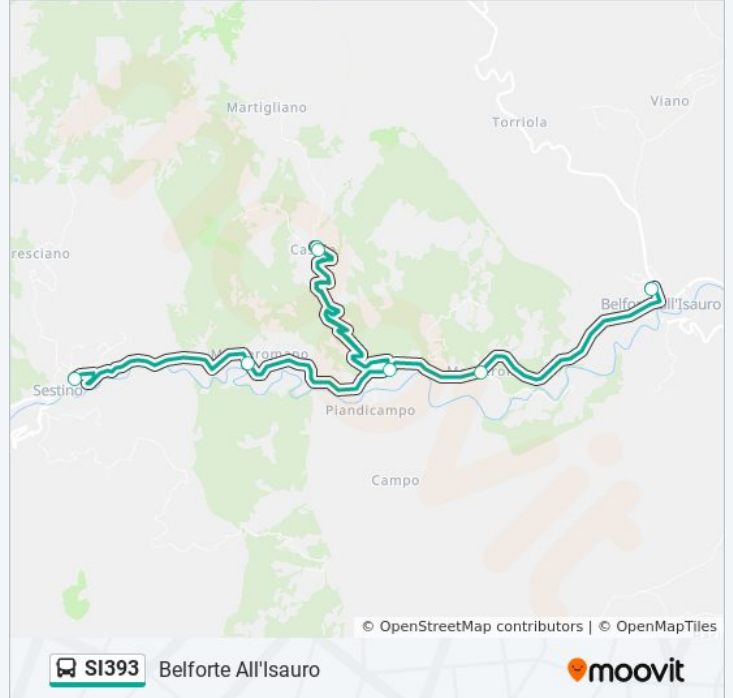 Martigliano
Viano
Torriola
resciano
Belforte all'Isauro
Sestino
Piandicampo
Campo
© OpenStreetMap contributors | © OpenMapTiles
SI393 Belforte All'Isauro
moovit